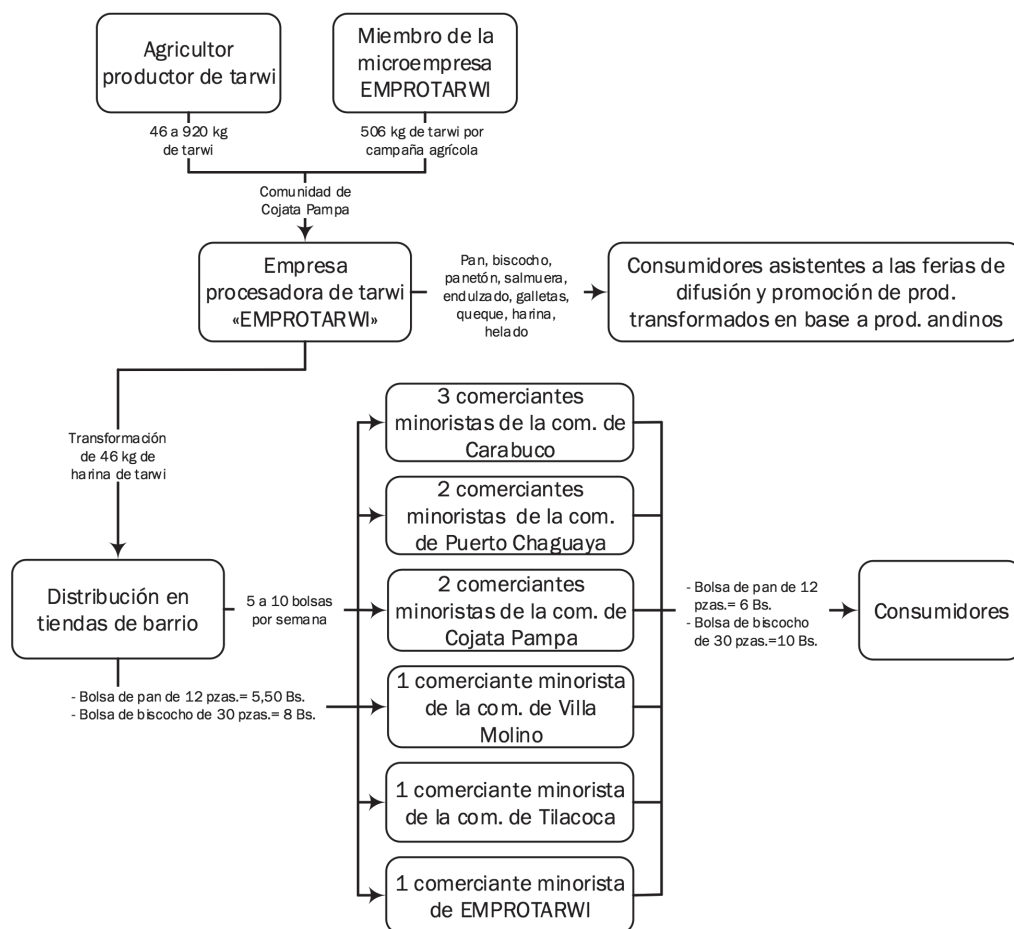 Agricultor
productor de tarwi
Miembro de la
microempresa
EMPROTARWI
46 a 920 kg
de tarwi
506 kg de tarwi por
campaña agrícola
Comunidad de
Cojata Pampa
Empresa
procesadora de tarwi
«EMPROTARWI»
Pan, biscocho,
panetón, salmuera,
endulzado, galletas,
queque, harina,
helado
Consumidores asistentes a las ferias de
difusión y promoción de prod.
transformados en base a prod. andinos
Transformación
de 46 kg de
harina de tarwi
Distribución en
tiendas de barrio
5 a 10 bolsas
por semana
- Bolsa de pan de 12 pzas.= 5,50 Bs.
- Bolsa de biscocho de 30 pzas.= 8 Bs.
3 comerciantes
minoristas de la com. de
Carabuco
2 comerciantes
minoristas de la com.
de Puerto Chaguaya
2 comerciantes
minoristas de la com. de
Cojata Pampa
1 comerciante minorista
de la com. de Villa
Molino
1 comerciante minorista
de la com. de Tilacoca
1 comerciante minorista
de EMPROTARWI
- Bolsa de pan de 12
pzas.= 6 Bs.
- Bolsa de biscocho
de 30 pzas.=10 Bs.
Consumidores